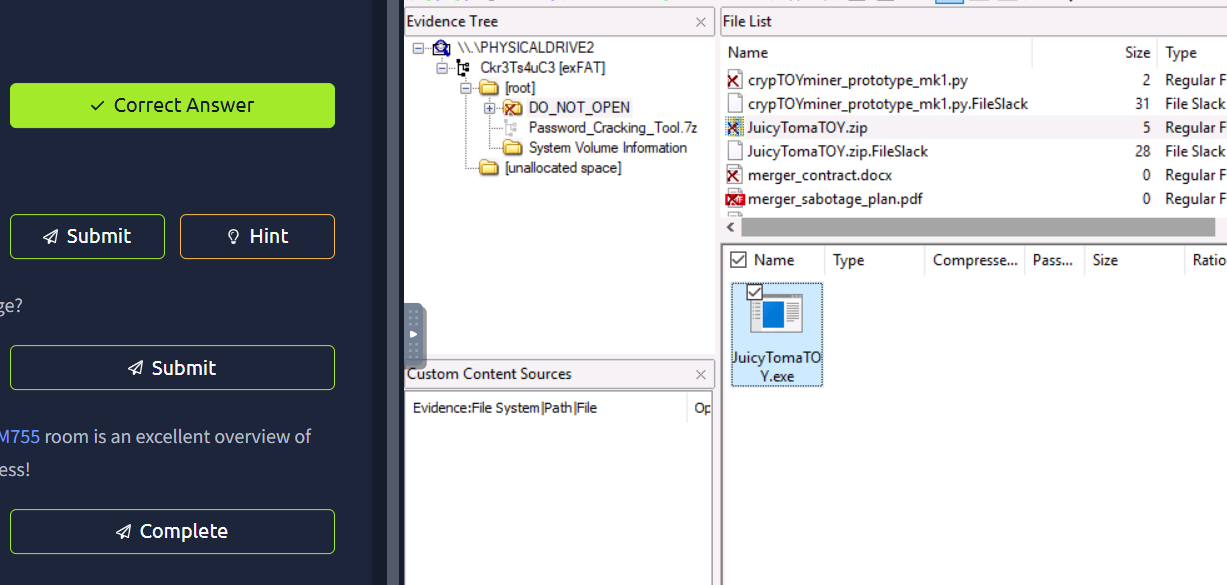 Correct Answer
Submit
Hint
ge?
Submit
M755 room is an excellent overview of
ess!
Complete
Evidence Tree
\\.\PHYSICALDRIVE2
Ckr3Ts4uC3 [exFAT]
[root]
DO_NOT_OPEN
Password_Cracking_Tool.7z
System Volume Information
[unallocated space]
Custom Content Sources
Evidence:File System|Path|File
Op
File List
Name Size Type
crypTOYminer_prototype_mk1.py 2 Regular F
crypTOYminer_prototype_mk1.py.FileSlack 31 File Slack
JuicyTomaTOY.zip 5 Regular F
JuicyTomaTOY.zip.FileSlack 28 File Slack
merger_contract.docx 0 Regular F
merger_sabotage_plan.pdf 0 Regular F
Name Type Compresse... Pass... Size Ratio
JuicyTomaTO
Y.exe